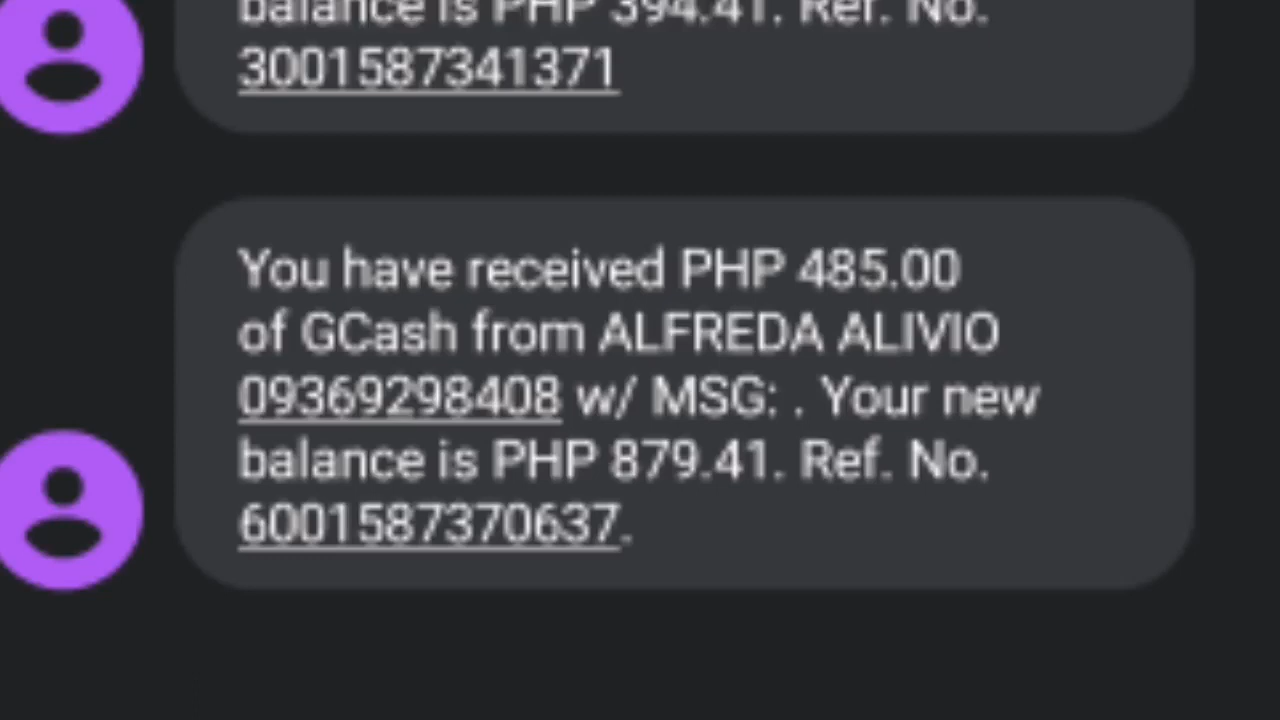 balance is PHP 394.41. Ref. No.
3001587341371
You have received PHP 485.00
of GCash from ALFREDA ALIVIO
09369298408 w/ MSG: . Your new
balance is PHP 879.41. Ref. No.
6001587370637.